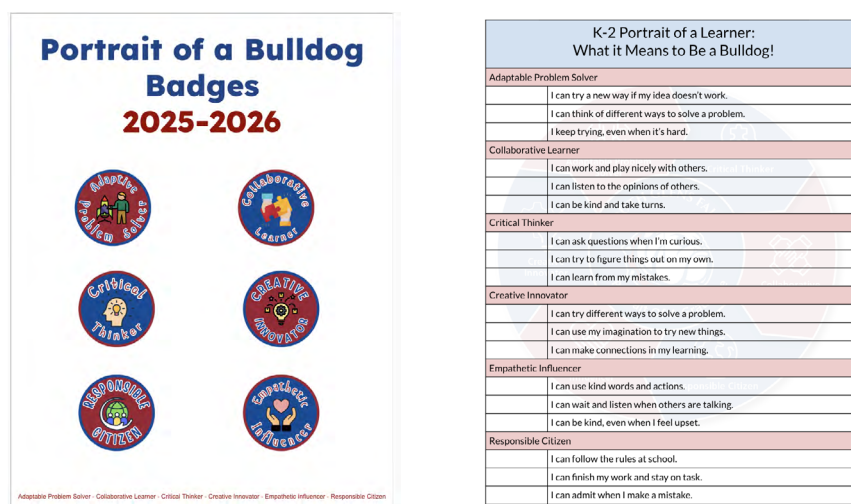 Portrait of a Bulldog
Badges
2025-2026
Adaptive
Problem Solver
Collaborative
Learner
Critical
Thinker
CREATIVE
INNOVATOR
RESPONSIBLE
CITIZEN
Empathetic
Influencer
Adaptable Problem Solver - Collaborative Learner - Critical Thinker - Creative Innovator - Empathetic Influencer - Responsible Citizen
K-2 Portrait of a Learner:
What it Means to Be a Bulldog!
Adaptable Problem Solver
I can try a new way if my idea doesn't work.
I can think of different ways to solve a problem.
I keep trying, even when it's hard.
Collaborative Learner
I can work and play nicely with others.
I can listen to the opinions of others.
I can be kind and take turns.
Critical Thinker
I can ask questions when I'm curious.
I can try to figure things out on my own.
I can learn from my mistakes.
Creative Innovator
I can try different ways to solve a problem.
I can use my imagination to try new things.
I can make connections in my learning.
Empathetic Influencer
I can use kind words and actions.
I can wait and listen when others are talking.
I can be kind, even when I feel upset.
Responsible Citizen
I can follow the rules at school.
I can finish my work and stay on task.
I can admit when I make a mistake.